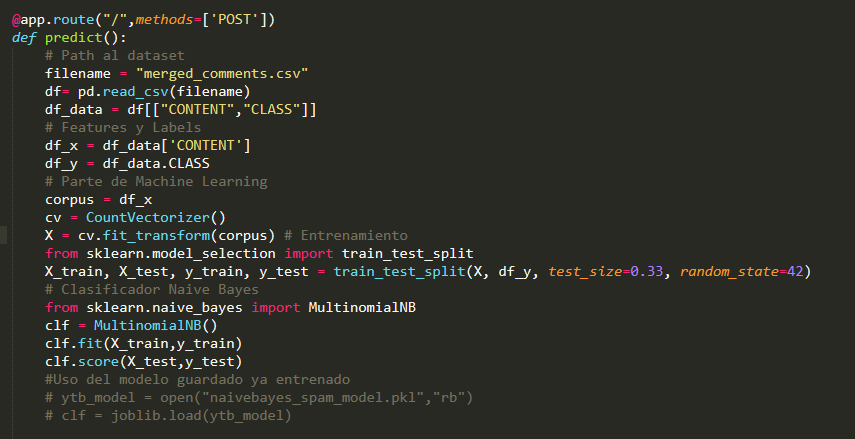 @app.route("/",methods=['POST'])
def predict():
    # Path al dataset
    filename = "merged_comments.csv"
    df= pd.read_csv(filename)
    df_data = df[["CONTENT","CLASS"]]
    # Features y Labels
    df_x = df_data['CONTENT']
    df_y = df_data.CLASS
    # Parte de Machine Learning
    corpus = df_x
    cv = CountVectorizer()
    X = cv.fit_transform(corpus) # Entrenamiento
    from sklearn.model_selection import train_test_split
    X_train, X_test, y_train, y_test = train_test_split(X, df_y, test_size=0.33, random_state=42)
    # Clasificador Naive Bayes
    from sklearn.naive_bayes import MultinomialNB
    clf = MultinomialNB()
    clf.fit(X_train,y_train)
    clf.score(X_test,y_test)
    #Uso del modelo guardado ya entrenado
    # ytb_model = open("naivebayes_spam_model.pkl","rb")
    # clf = joblib.load(ytb_model)